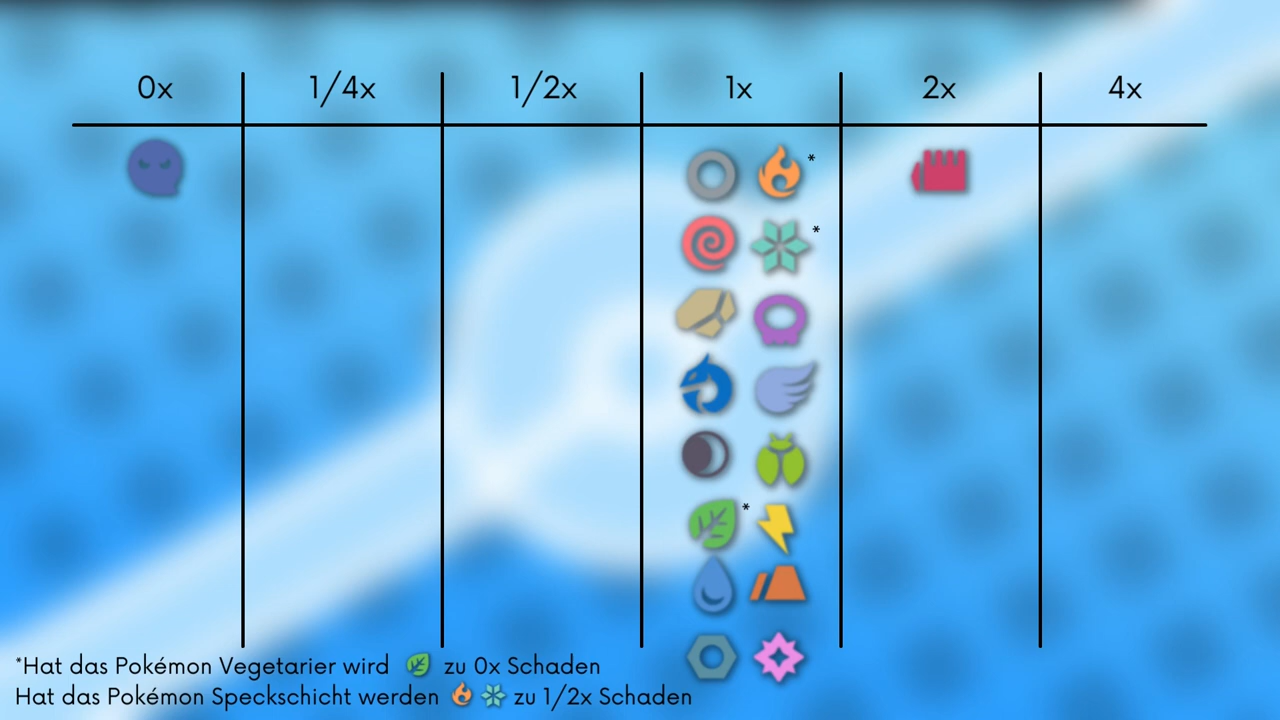 0x 1/4x 1/2x 1x 2x 4x
*
*
*
*Hat das Pokémon Vegetarier wird zu 0x Schaden
Hat das Pokémon Speckschicht werden zu 1/2x Schaden